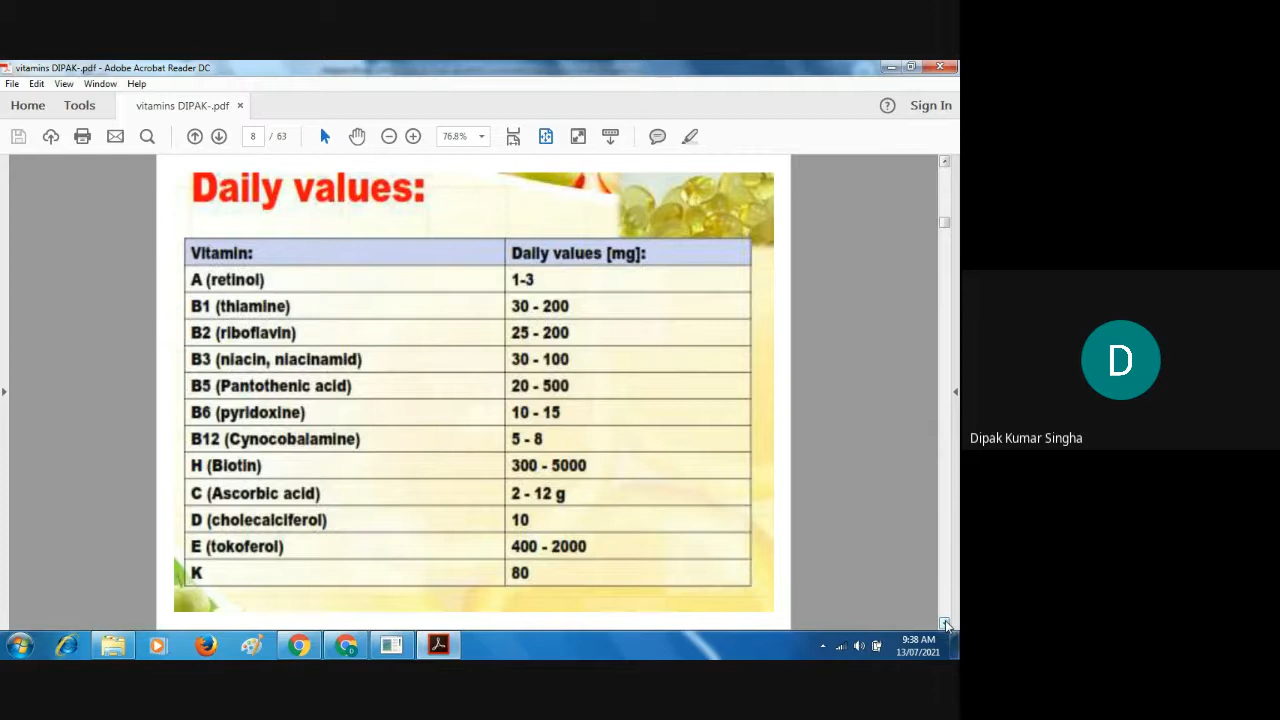 vitamins DIPAK-.pdf - Adobe Acrobat Reader DC
File Edit View Window Help
Home Tools vitamins DIPAK-.pdf × ? Sign In
8 / 63 76.8%
Daily values:
Vitamin: Daily values [mg]:
A (retinol) 1-3
B1 (thiamine) 30 - 200
B2 (riboflavin) 25 - 200
B3 (niacin, niacinamid) 30 - 100
B5 (Pantothenic acid) 20 - 500
B6 (pyridoxine) 10 - 15
B12 (Cynocobalamine) 5 - 8
H (Biotin) 300 - 5000
C (Ascorbic acid) 2 - 12 g
D (cholecalciferol) 10
E (tokoferol) 400 - 2000
K 80
D
Dipak Kumar Singha
9:38 AM
13/07/2021